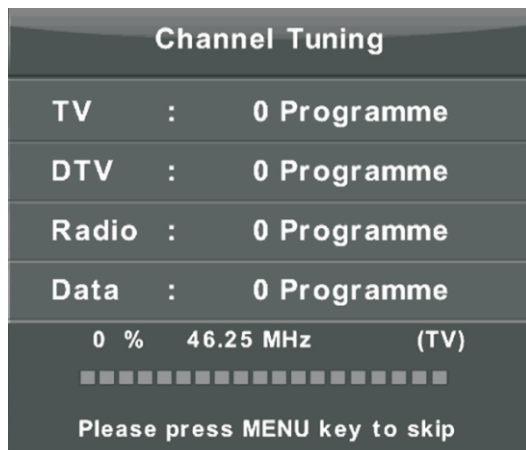 Channel Tuning
TV : 0 Programme
DTV : 0 Programme
Radio : 0 Programme
Data : 0 Programme
0 % 46.25 MHz (TV)
Please press MENU key to skip